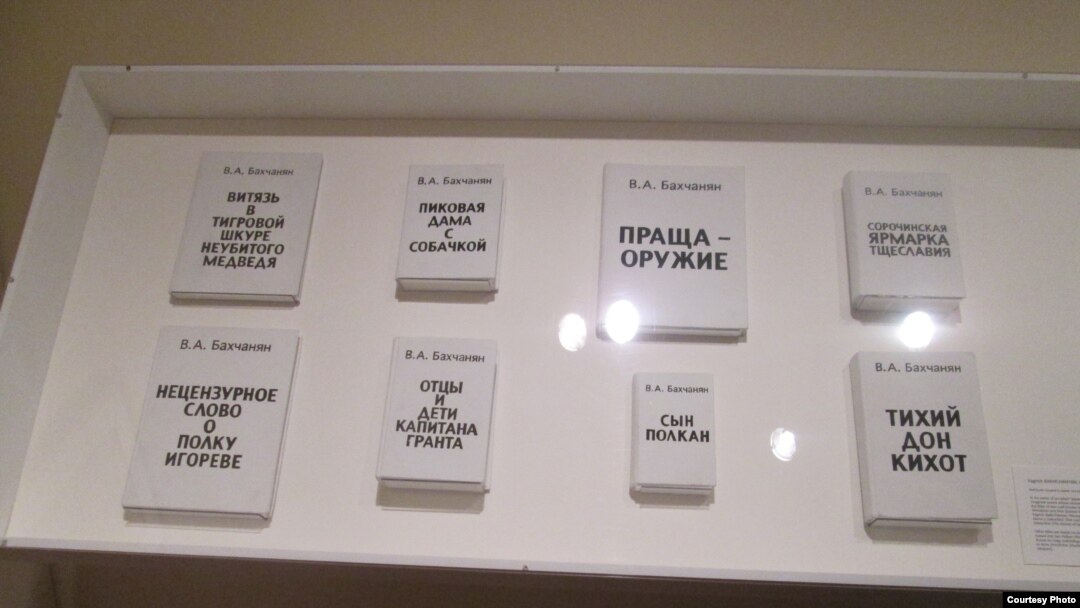 В.А. Бахчанян
ВИТЯЗЬ
В
ТИГРОВОЙ
ШКУРЕ
НЕУБИТОГО
МЕДВЕДЯ
В.А. Бахчанян
ПИКОВАЯ
ДАМА
С
СОБАЧКОЙ
В.А. Бахчанян
ПРАЩА –
ОРУЖИЕ
В.А. Бахчанян
СОРОЧИНСКАЯ
ЯРМАРКА
ТЩЕСЛАВИЯ
В.А. Бахчанян
НЕЦЕНЗУРНОЕ
СЛОВО
О
ПОЛКУ
ИГОРЕВЕ
В.А. Бахчанян
ОТЦЫ
И
ДЕТИ
КАПИТАНА
ГРАНТА
В.А. Бахчанян
СЫН
ПОЛКАН
В.А. Бахчанян
ТИХИЙ
ДОН
КИХОТ
Courtesy Photo